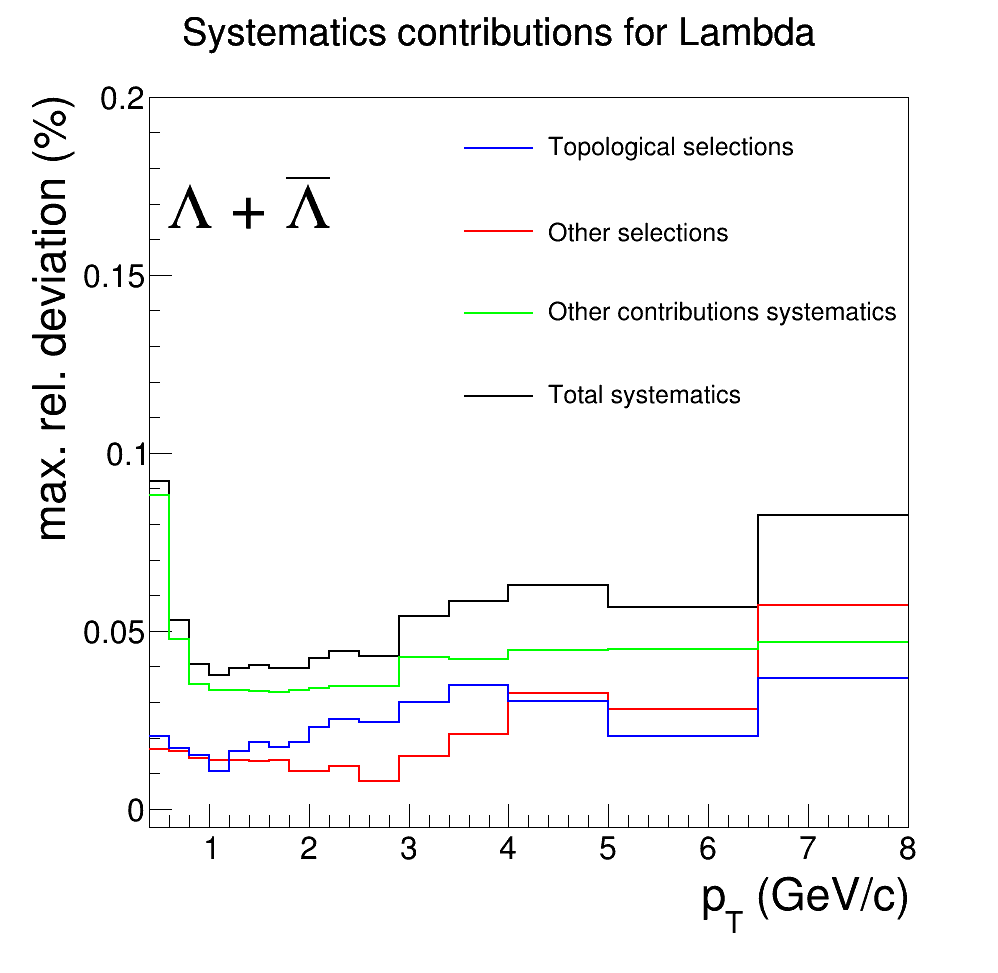 Systematics contributions for Lambda
max. rel. deviation (%)
0.2
0.15
0.1
0.05
0
Λ + Λ̅
Topological selections
Other selections
Other contributions systematics
Total systematics
1 2 3 4 5 6 7 8
p_T (GeV/c)